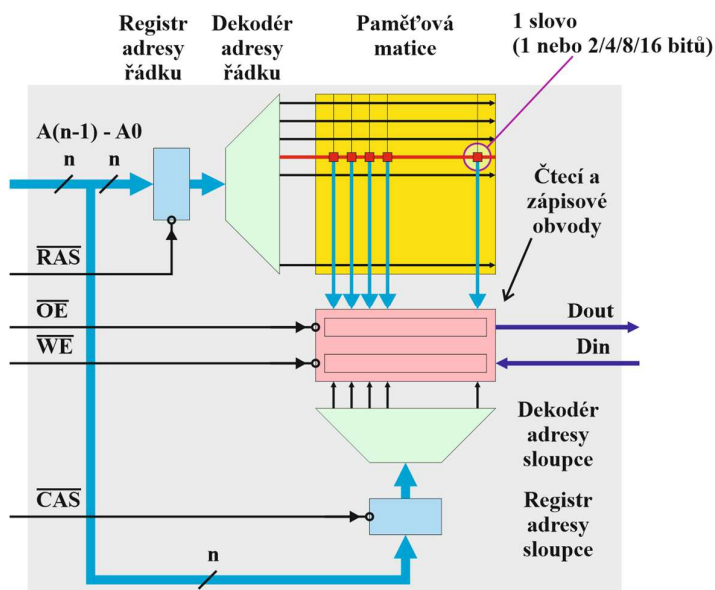 Registr
adresy
řádku
Dekodér
adresy
řádku
Paměťová
matice
1 slovo
(1 nebo 2/4/8/16 bitů)
A(n-1) - A0
n
n
RAS
OE
WE
CAS
n
Čtecí a
zápisové
obvody
Dout
Din
Dekodér
adresy
sloupce
Registr
adresy
sloupce